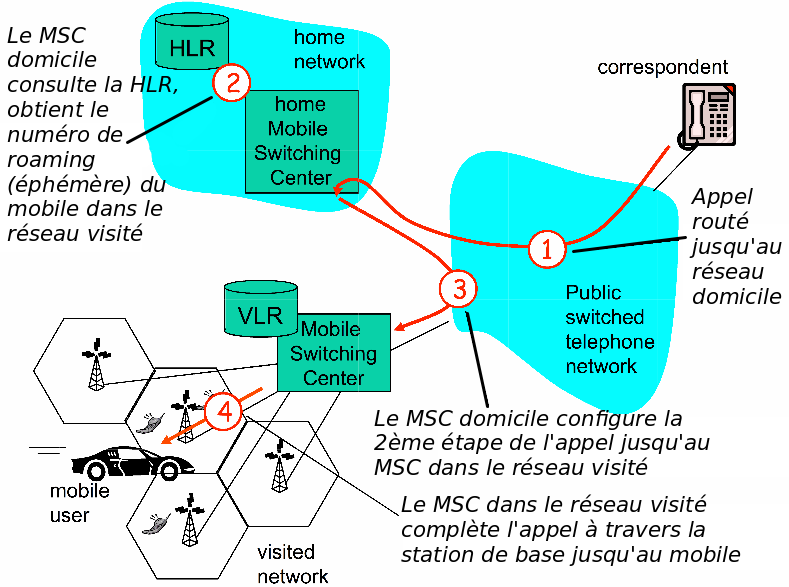 Le MSC
domicile
consulte la HLR,
obtient le
numéro de
roaming
(éphémère) du
mobile dans le
réseau visité
HLR
2
home
network
home
Mobile
Switching
Center
correspondent
1
Appel
routé
jusqu'au
réseau
domicile
3
Public
switched
telephone
network
VLR
Mobile
Switching
Center
4
Le MSC domicile configure la
2ème étape de l'appel jusqu'au
MSC dans le réseau visité
mobile
user
Le MSC dans le réseau visité
complète l'appel à travers la
station de base jusqu'au mobile
visited
network